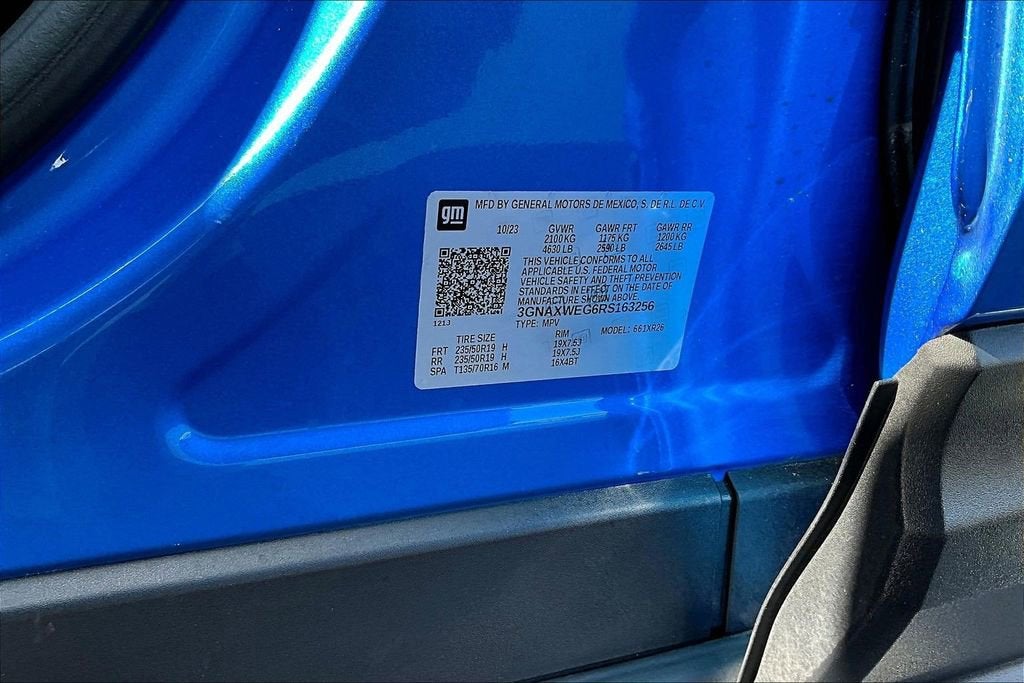 gm MFD BY GENERAL MOTORS DE MEXICO, S. DE R.L. DE C.V.
10/23 GVWR GAWR FRT GAWR RR
2100 KG 1175 KG 1200 KG
4630 LB 2590 LB 2645 LB
THIS VEHICLE CONFORMS TO ALL
APPLICABLE U.S. FEDERAL MOTOR
VEHICLE SAFETY AND THEFT PREVENTION
STANDARDS IN EFFECT ON THE DATE OF
MANUFACTURE SHOWN ABOVE.
3GNAXWEG6RS163256
1213 TYPE: MPV MODEL: 661XR26
TIRE SIZE RIM
FRT 235/50R19 H 19X7.5J
RR 235/50R19 H 19X7.5J
SPA T135/70R16 M 16X4BT